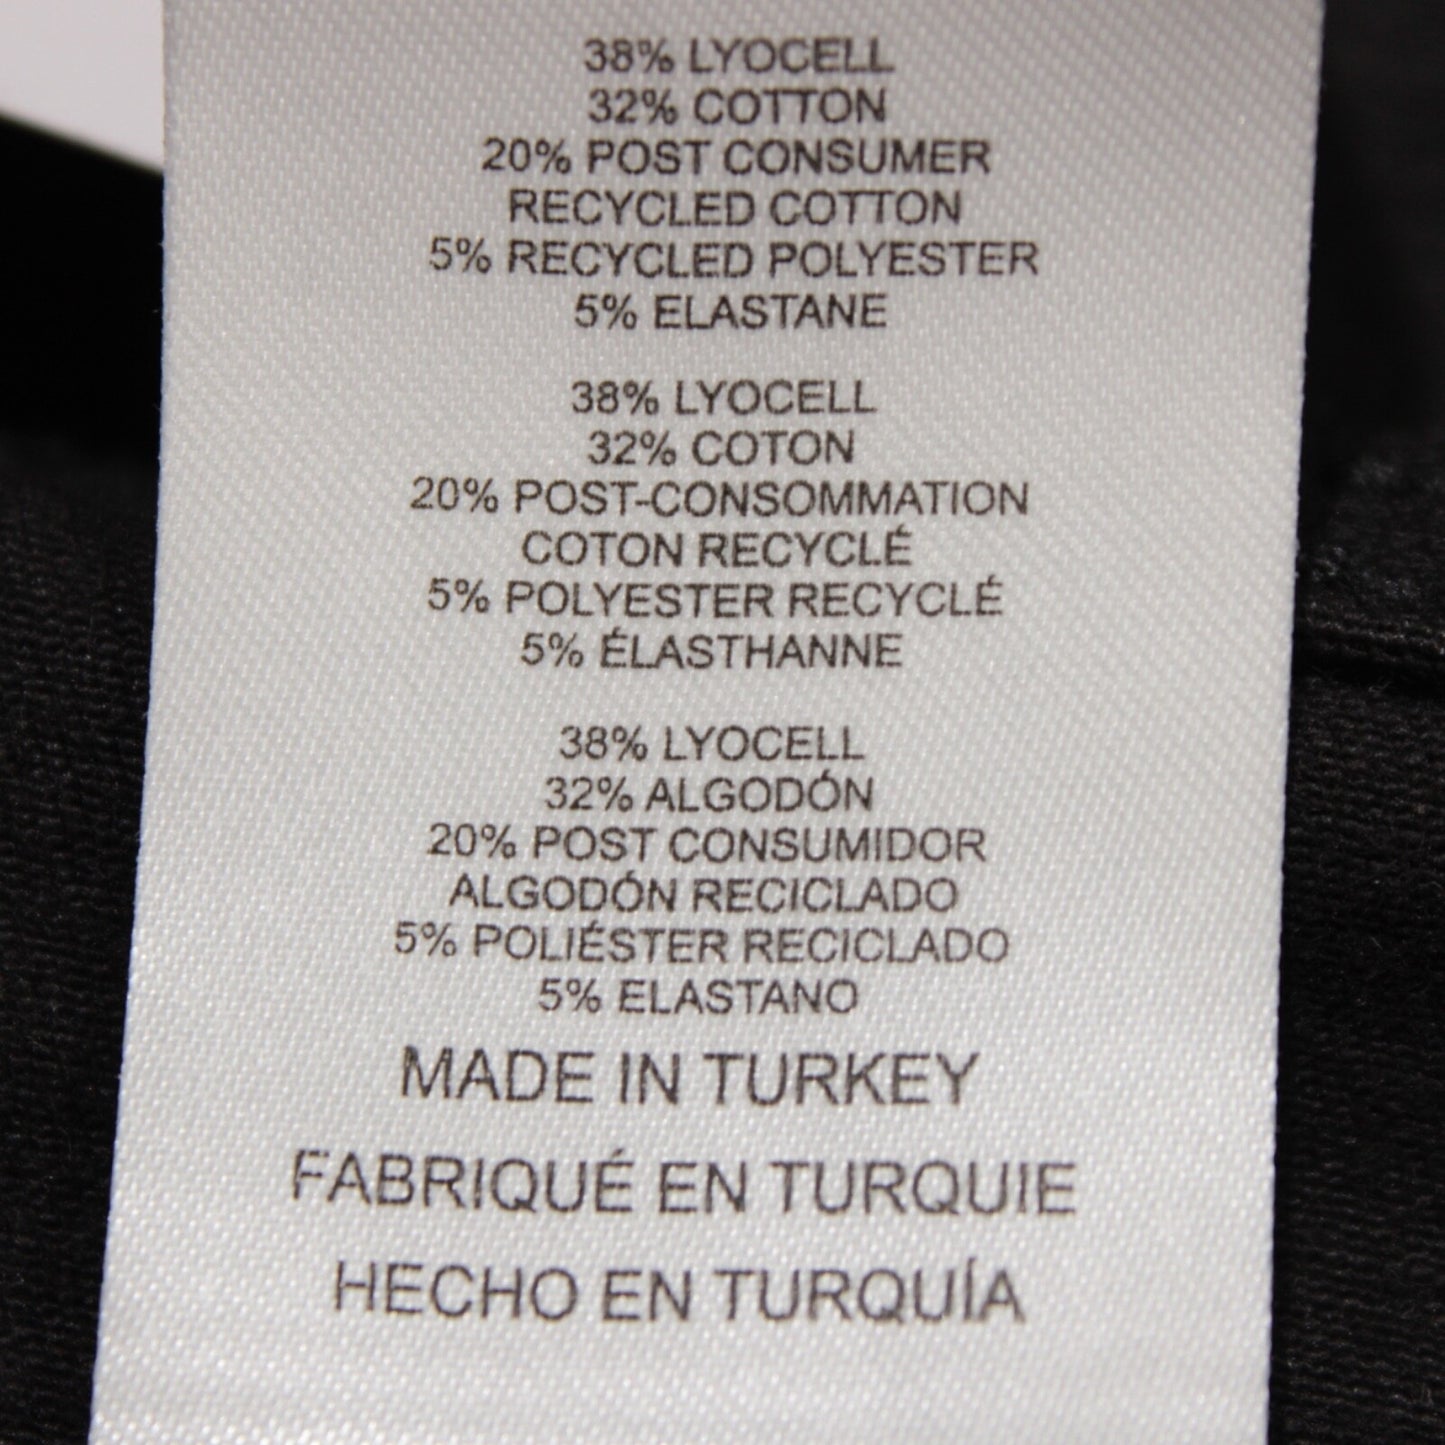 38% LYOCELL
32% COTTON
20% POST CONSUMER
RECYCLED COTTON
5% RECYCLED POLYESTER
5% ELASTANE
38% LYOCELL
32% COTON
20% POST-CONSOMMATION
COTON RECYCLÉ
5% POLYESTER RECYCLÉ
5% ÉLASTHANNE
38% LYOCELL
32% ALGODÓN
20% POST CONSUMIDOR
ALGODÓN RECICLADO
5% POLIÉSTER RECICLADO
5% ELASTANO
MADE IN TURKEY
FABRIQUÉ EN TURQUIE
HECHO EN TURQUÍA